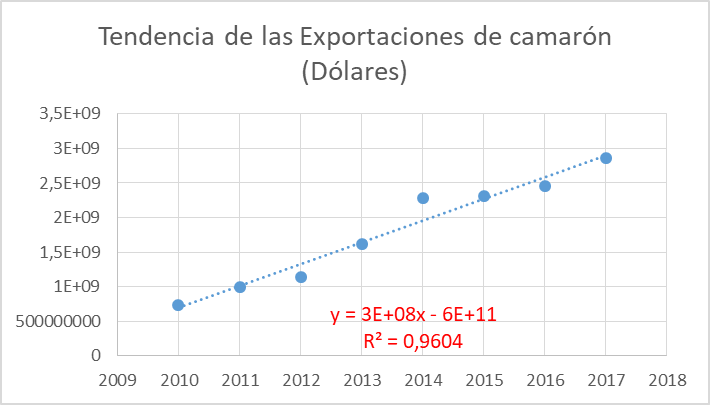 Tendencia de las Exportaciones de camarón
(Dólares)
3,5E+09
3E+09
2,5E+09
2E+09
1,5E+09
1E+09
500000000
0
y = 3E+08x - 6E+11
R² = 0,9604
2009 2010 2011 2012 2013 2014 2015 2016 2017 2018